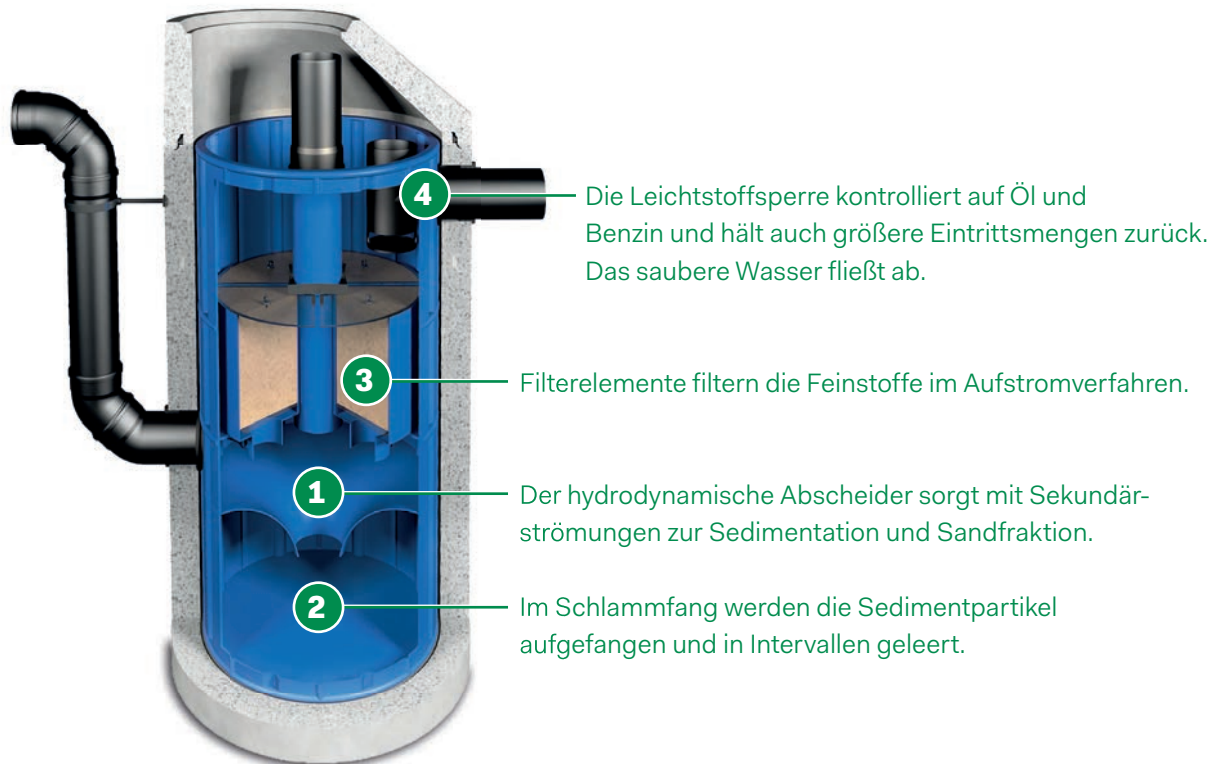 4
Die Leichtstoffsperre kontrolliert auf Öl und
Benzin und hält auch größere Eintrittsmengen zurück.
Das saubere Wasser fließt ab.
3
Filterelemente filtern die Feinstoffe im Aufstromverfahren.
1
Der hydrodynamische Abscheider sorgt mit Sekundär-
strömungen zur Sedimentation und Sandfraktion.
2
Im Schlammfang werden die Sedimentpartikel
aufgefangen und in Intervallen geleert.